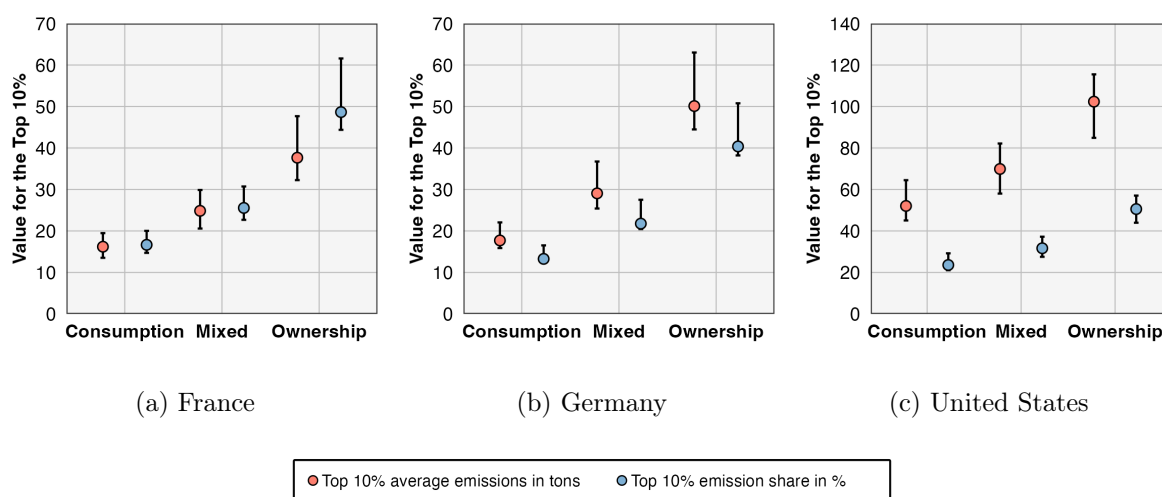 Value for the Top 10%
70
60
50
40
30
20
10
0
Consumption Mixed Ownership
(a) France
Value for the Top 10%
70
60
50
40
30
20
10
0
Consumption Mixed Ownership
(b) Germany
Value for the Top 10%
140
120
100
80
60
40
20
0
Consumption Mixed Ownership
(c) United States
Top 10% average emissions in tons Top 10% emission share in %